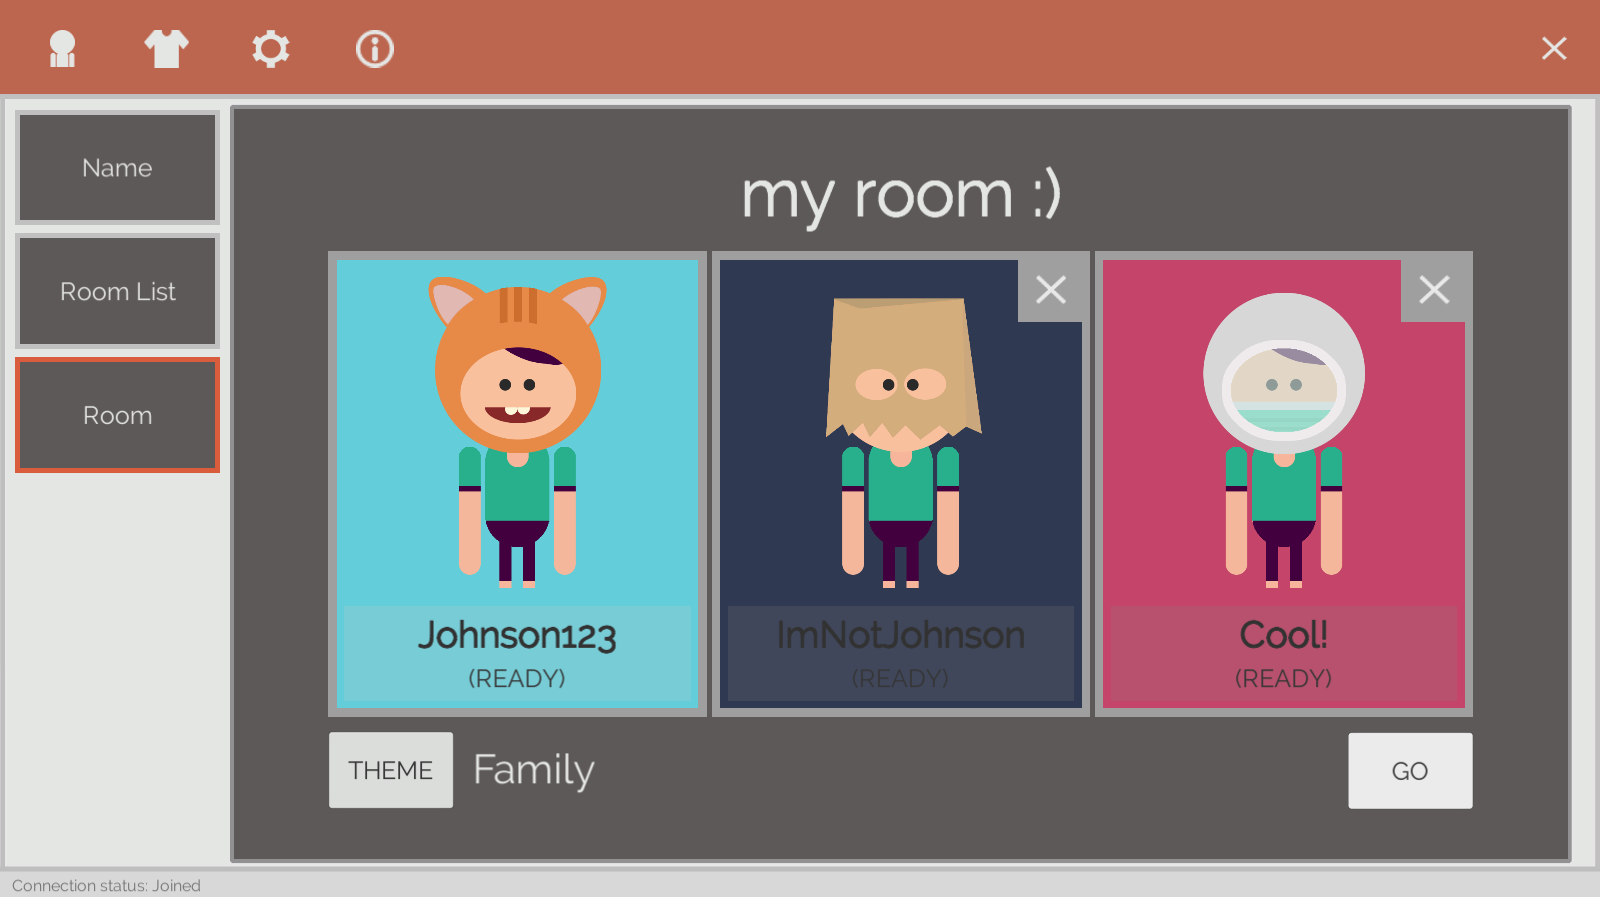 Name
Room List
Room
my room :)
Johnson123
(READY)
ImNotJohnson
(READY)
Cool!
(READY)
THEME
Family
GO
Connection status: Joined